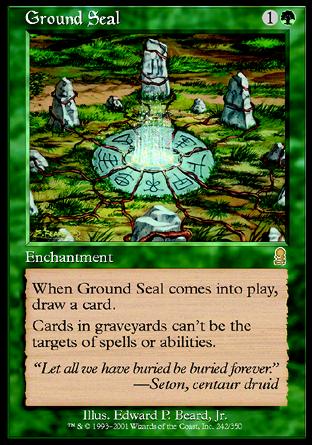 Ground Seal 1
Enchantment
When Ground Seal comes into play,
draw a card.
Cards in graveyards can't be the
targets of spells or abilities.
"Let all we have buried be buried forever."
—Seton, centaur druid
Illus. Edward P. Beard, Jr.
™ & © 1993–2001 Wizards of the Coast, Inc. 242/350